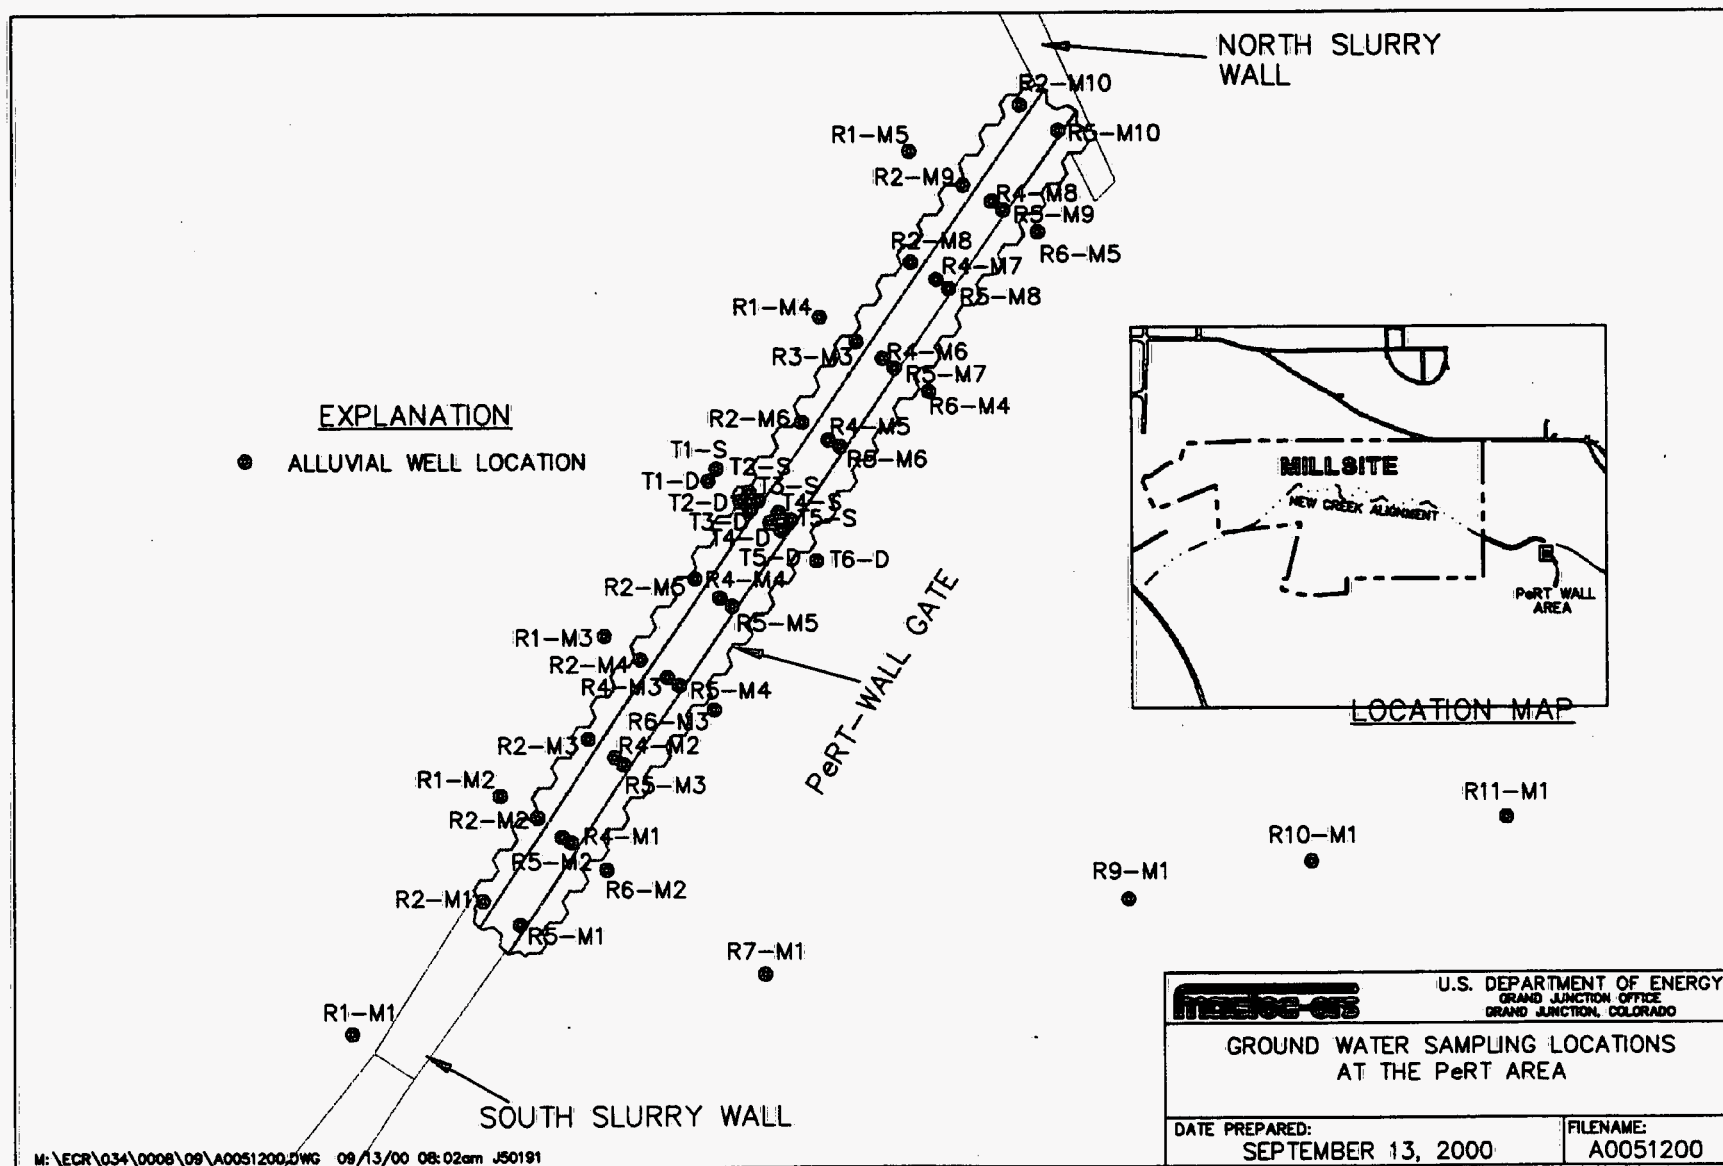 NORTH SLURRY
WALL
R2-M10
R5-M10
R1-M5
R2-M9
R4-M8
R5-M9
R6-M5
R2-M8
R4-M7
R5-M8
R1-M4
R3-M3
R4-M6
R5-M7
R6-M4
EXPLANATION
ALLUVIAL WELL LOCATION
R2-M6
R4-M5
R5-M6
T1-S
T2-S
T1-D
T3-S
T2-D
T4-S
T3-D
T5-S
T4-D
T5-D
T6-D
R2-M5
R4-M4
R5-M5
R1-M3
R2-M4
R4-M3
R5-M4
R6-M3
PeRT-WALL GATE
R2-M3
R4-M2
R5-M3
R1-M2
R2-M2
R4-M1
R5-M2
R6-M2
R2-M1
R5-M1
R7-M1
R1-M1
SOUTH SLURRY WALL
R9-M1
R10-M1
R11-M1
MILLSITE
NEW CREEK ALIGNMENT
PeRT WALL
AREA
LOCATION MAP
U.S. DEPARTMENT OF ENERGY
GRAND JUNCTION OFFICE
GRAND JUNCTION, COLORADO
GROUND WATER SAMPLING LOCATIONS
AT THE PeRT AREA
DATE PREPARED:
SEPTEMBER 13, 2000
FILENAME:
A0051200
M:\ECR\034\0008\09\A0051200.DWG 09/13/00 08:02am J50191